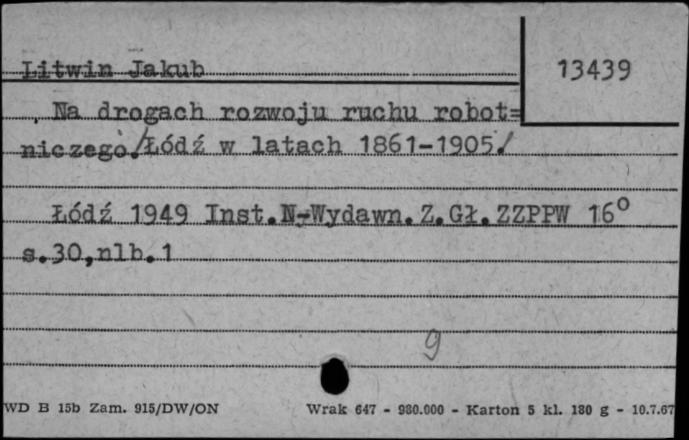 Litwin Jakub
13439
Na drogach rozwoju ruchu robot=
niczego./Łódź w latach 1861-1905/
Łódź 1949 Inst.N-Wydawn.Z.Gł.ZZPPW 16°
s.30,nlb.1
9
WD B 15b Zam. 915/DW/ON Wrak 647 - 980.000 - Karton 5 kl. 180 g - 10.7.67